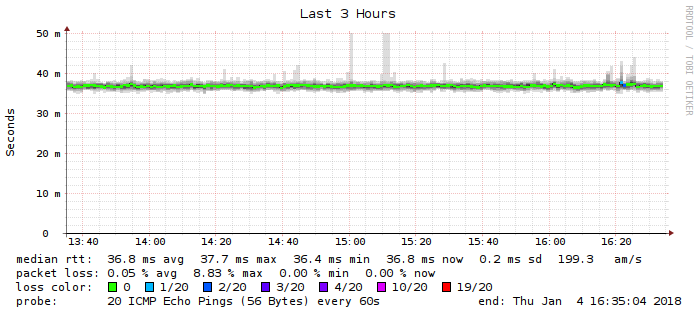 Last 3 Hours
RRDTOOL / TOBI OETIKER
Seconds
50 m
40 m
30 m
20 m
10 m
0
13:40 14:00 14:20 14:40 15:00 15:20 15:40 16:00 16:20
median rtt: 36.8 ms avg 37.7 ms max 36.4 ms min 36.8 ms now 0.2 ms sd 199.3 am/s
packet loss: 0.05 % avg 8.83 % max 0.00 % min 0.00 % now
loss color: 0 1/20 2/20 3/20 4/20 10/20 19/20
probe: 20 ICMP Echo Pings (56 Bytes) every 60s end: Thu Jan 4 16:35:04 2018